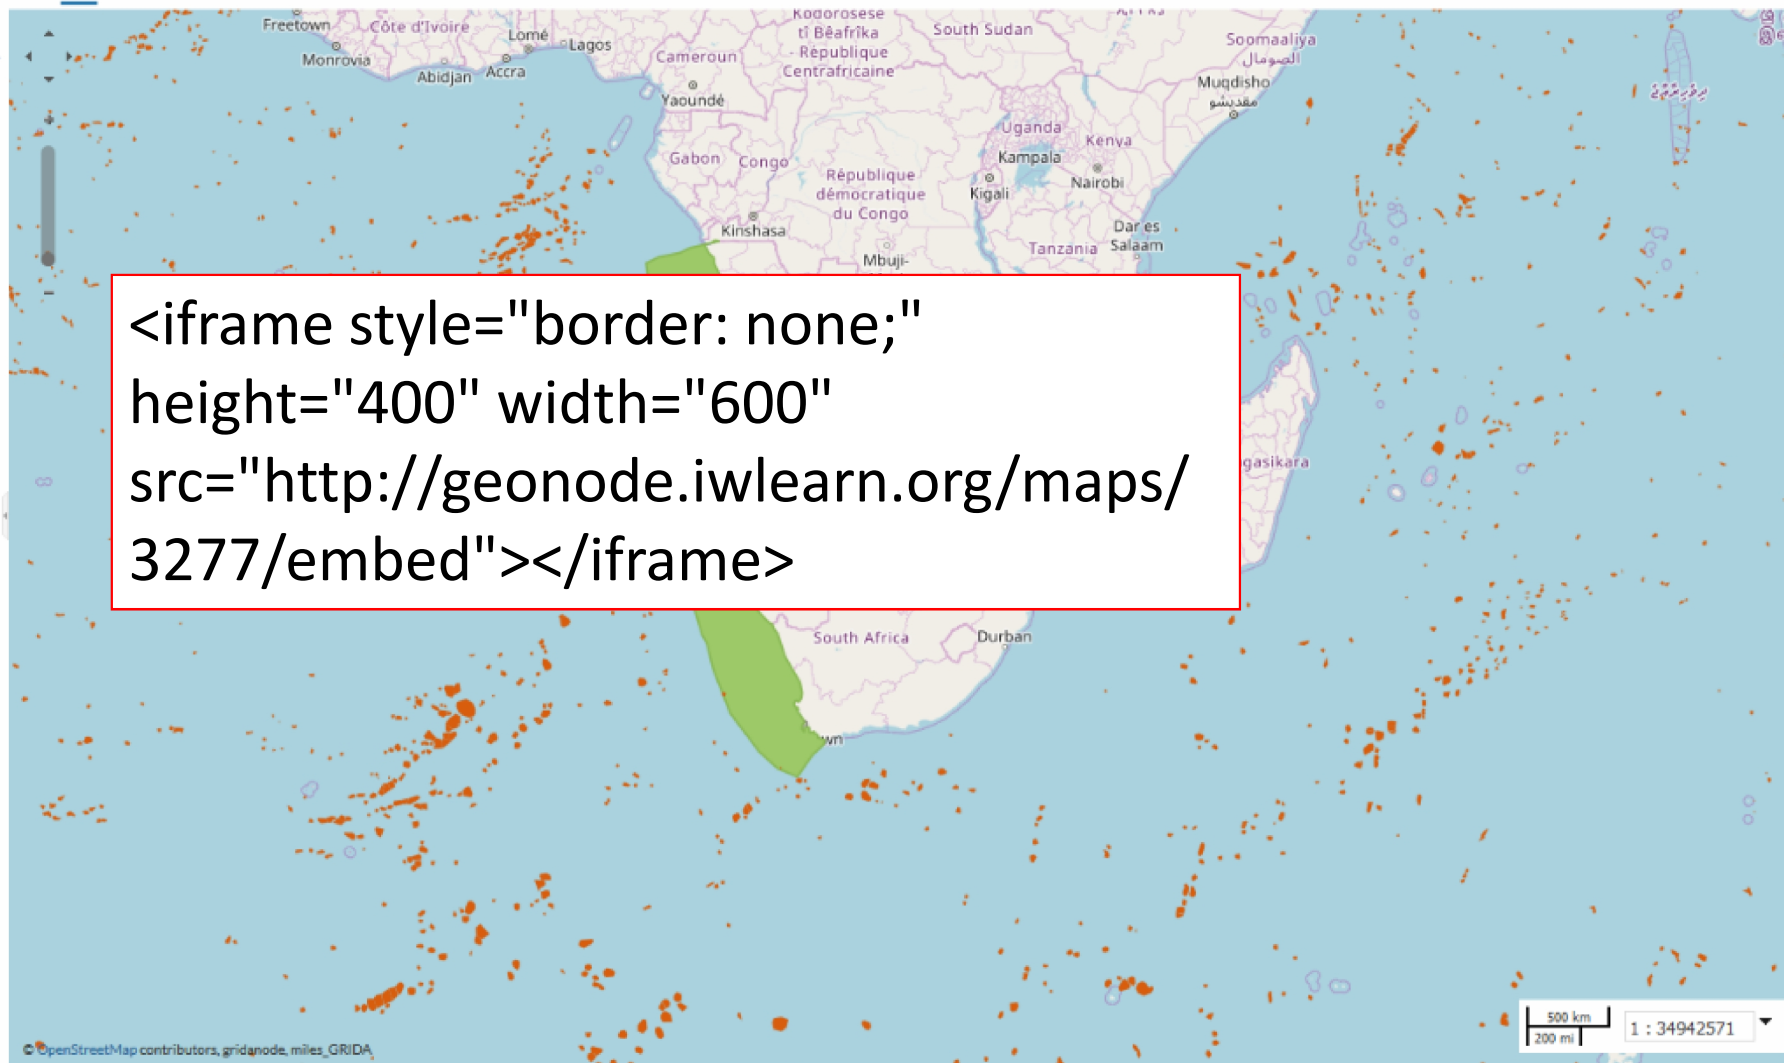 Freetown
Côte d'Ivoire
Monrovia
Abidjan
Lomé
Accra
Lagos
Cameroun
Yaoundé
Kodorosese
tî Bêafrîka
- République
Centrafricaine
South Sudan
Soomaaliya
الصومال
Muqdisho
مقديشو
ދިވެހިރާއްޖެ
Uganda
Kampala
Kenya
Nairobi
Kigali
Gabon
Congo
République
démocratique
du Congo
Kinshasa
Mbuji-
Tanzania
Dar es
Salaam
<iframe style="border: none;"
height="400" width="600"
src="http://geonode.iwlearn.org/maps/
3277/embed"></iframe>
gasikara
South Africa
Durban
wn
500 km
200 mi
1 : 34942571
© OpenStreetMap contributors, gridanode, miles_GRIDA